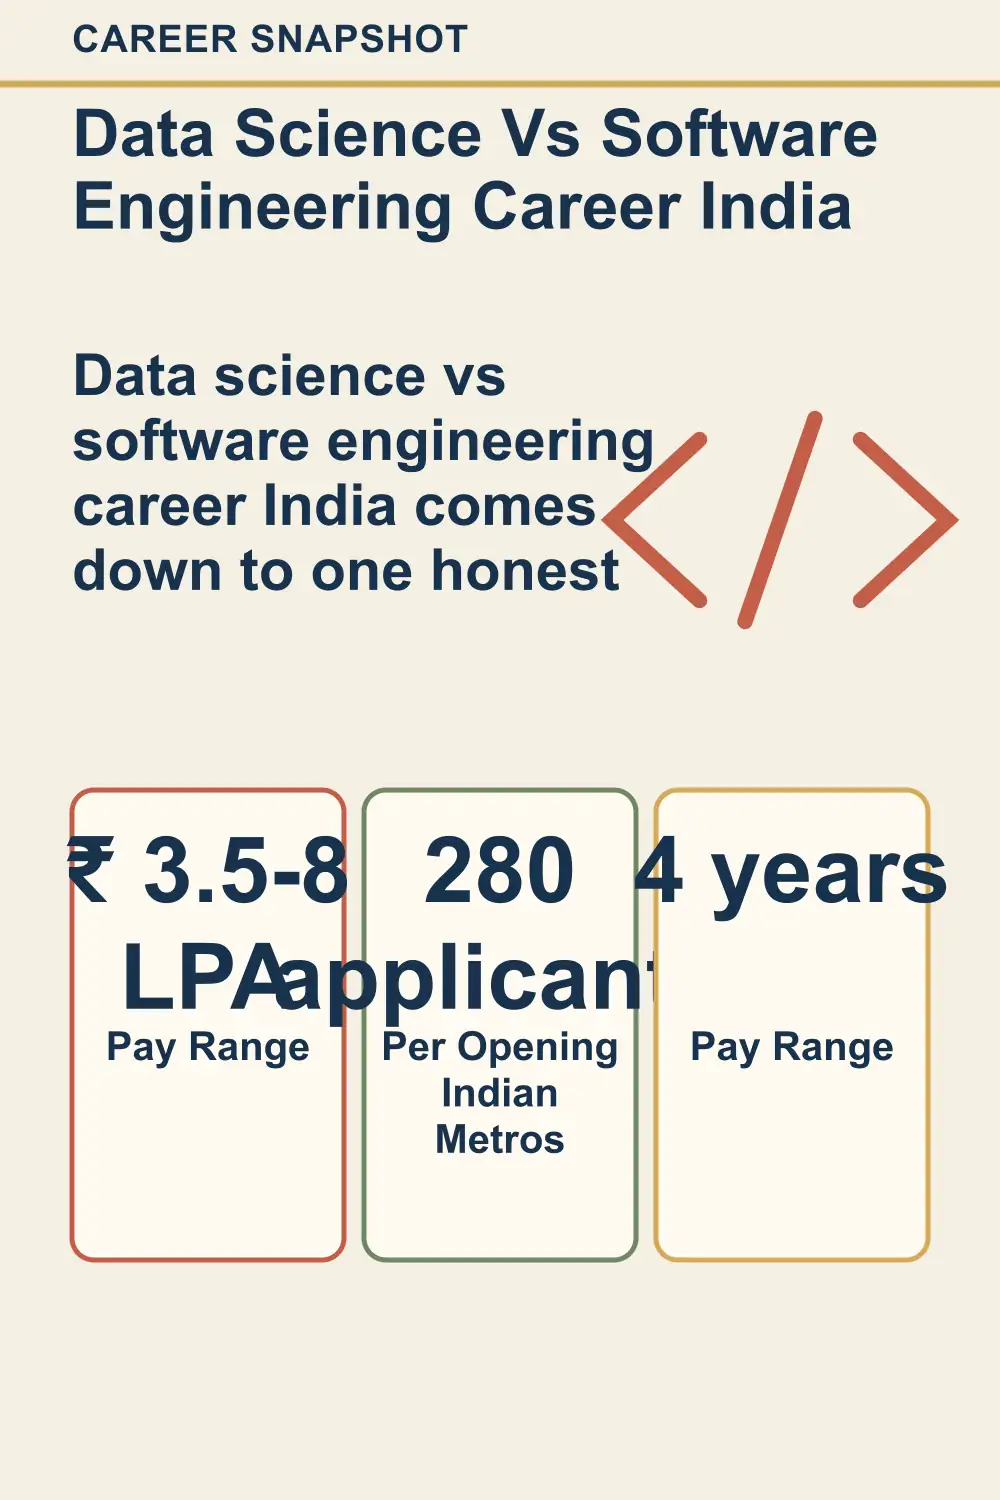 CAREER SNAPSHOT
Data Science Vs Software
Engineering Career India
Data science vs
software engineering
career India comes
down to one honest
</>
₹ 3.5-8
LPA
Pay Range
280
applicant
Per Opening
Indian
Metros
4 years
Pay Range